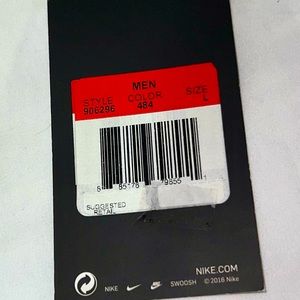 MEN
STYLE COLOR SIZE
906296 484 L
SUGGESTED
RETAIL
NIKE.COM
NIKE SWOOSH © 2018 Nike